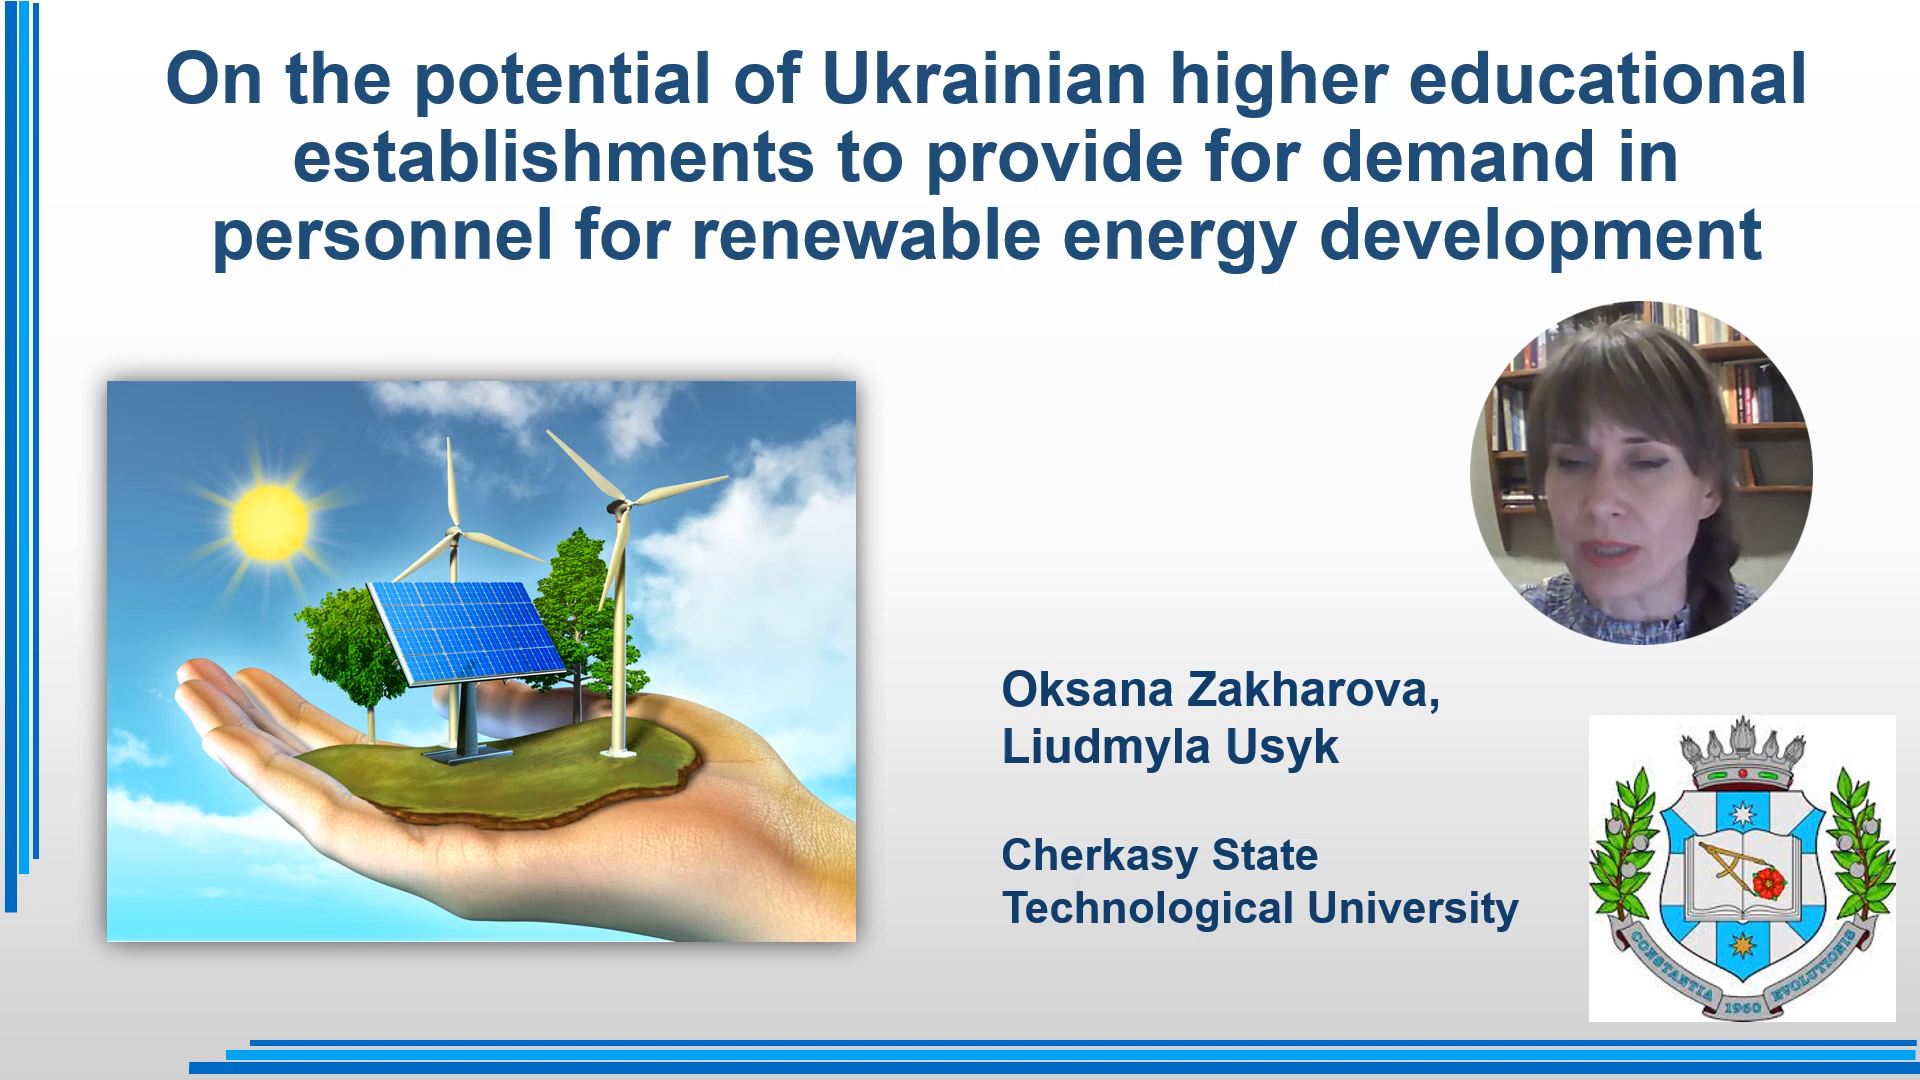 On the potential of Ukrainian higher educational
establishments to provide for demand in
personnel for renewable energy development
Oksana Zakharova,
Liudmyla Usyk
Cherkasy State
Technological University
CONSTANTIA 1960 EVOLUTIONIS